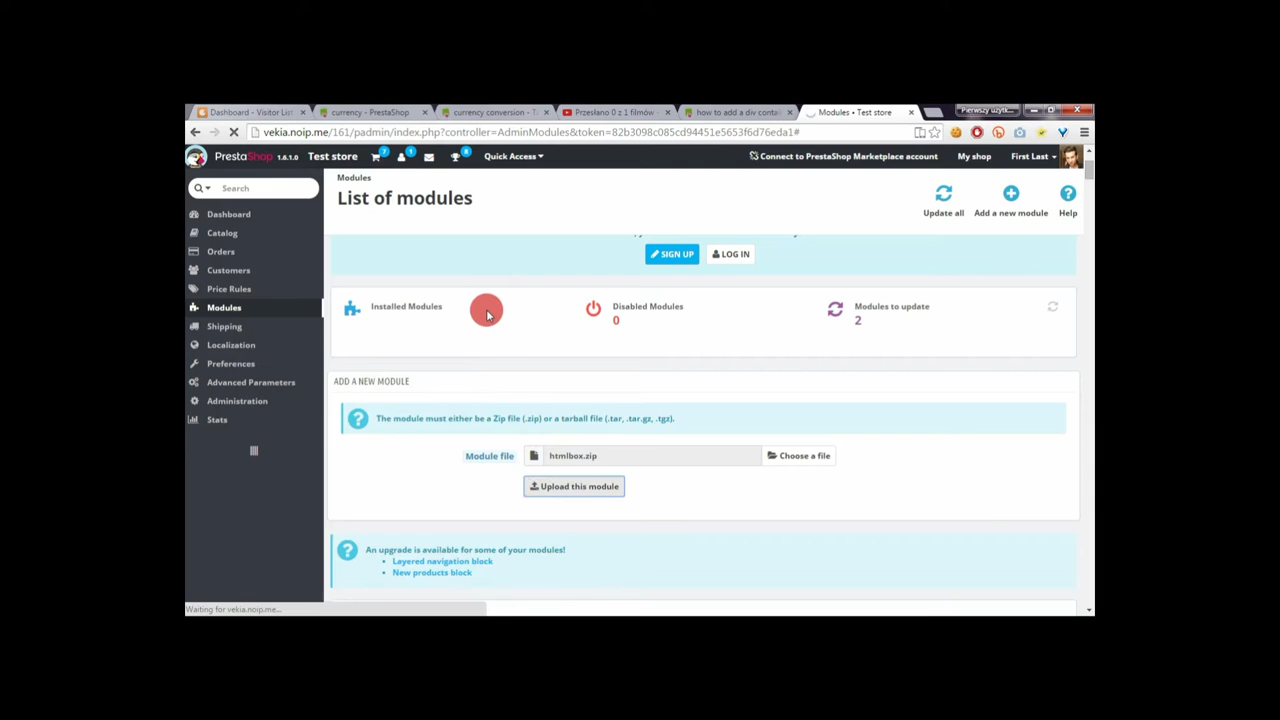 Dashboard - Visitor List
currency - PrestaShop
currency conversion - T
Przesłano 0 z 1 filmów
how to add a div conta
Modules • Test store
Pierwszy użytk...
vekia.noip.me/161/padmin/index.php?controller=AdminModules&token=82b3098c085cd94451e5653f6d76eda1#
PrestaShop 1.6.1.0 Test store 7 1 8 Quick Access
Connect to PrestaShop Marketplace account My shop First Last
Search
Dashboard
Catalog
Orders
Customers
Price Rules
Modules
Shipping
Localization
Preferences
Advanced Parameters
Administration
Stats
Modules
List of modules
Update all
Add a new module
Help
SIGN UP
LOG IN
Installed Modules
Disabled Modules
0
Modules to update
2
ADD A NEW MODULE
The module must either be a Zip file (.zip) or a tarball file (.tar, .tar.gz, .tgz).
Module file htmlbox.zip Choose a file
Upload this module
An upgrade is available for some of your modules!
• Layered navigation block
• New products block
Waiting for vekia.noip.me...